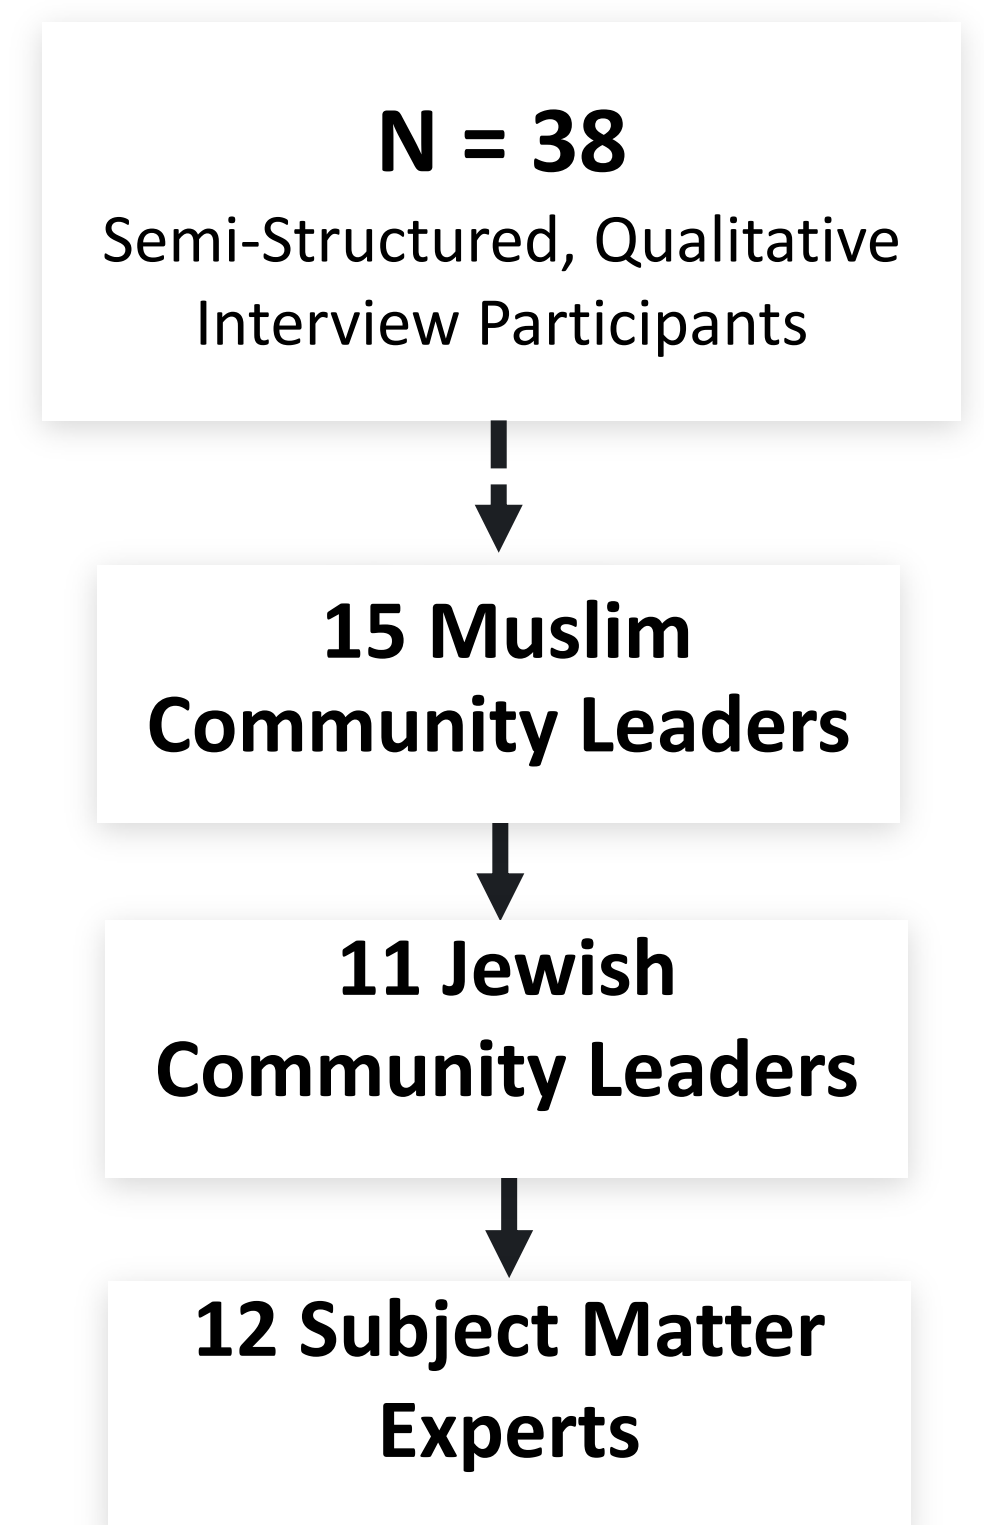 N = 38
Semi-Structured, Qualitative
Interview Participants
15 Muslim
Community Leaders
11 Jewish
Community Leaders
12 Subject Matter
Experts